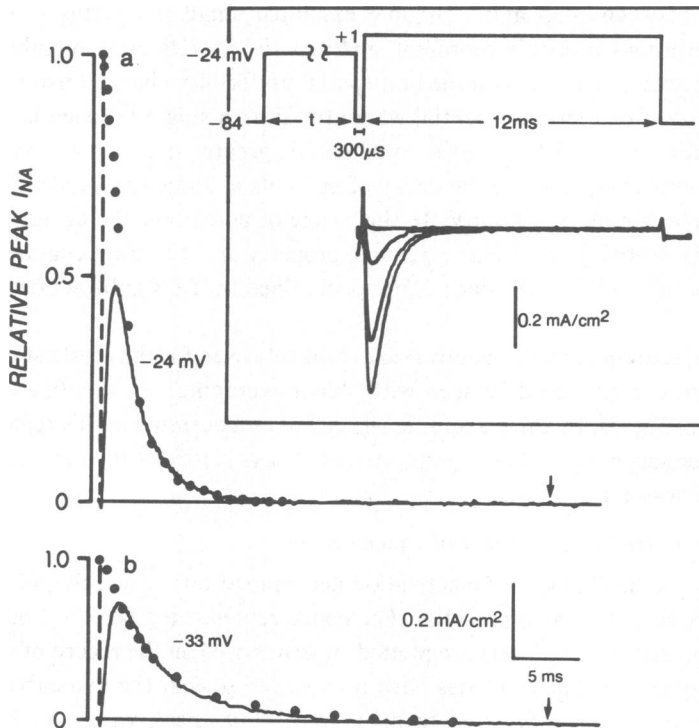 1.0
a
+1
−24 mV
−84
t
12ms
300µs
0.5
0.2 mA/cm2
−24 mV
0
RELATIVE PEAK INA
1.0
b
−33 mV
0.2 mA/cm2
5 ms
0